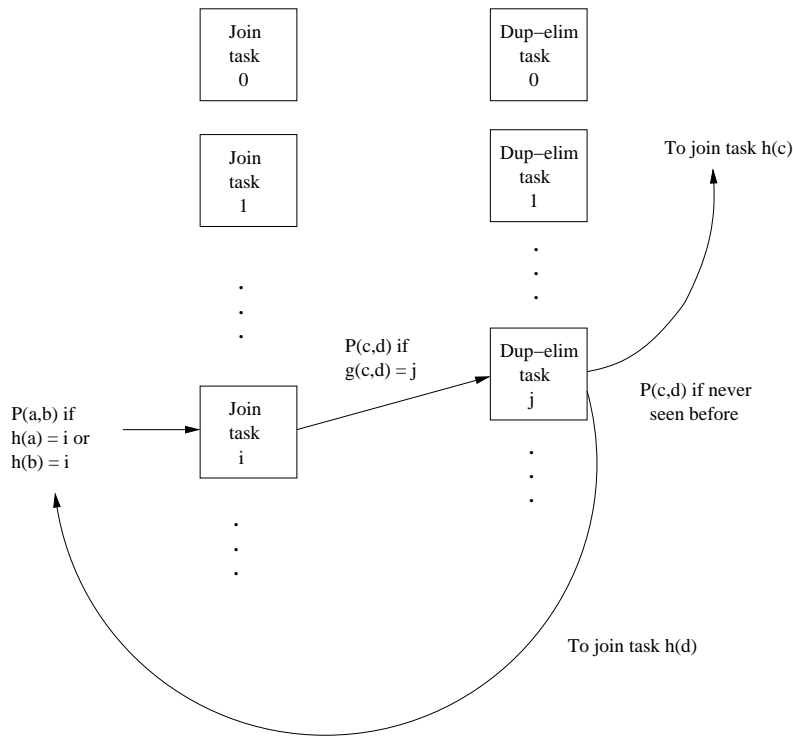 Join
task
0
Dup−elim
task
0
Join
task
1
Dup−elim
task
1
To join task h(c)
P(c,d) if
g(c,d) = j
Dup−elim
task
j
P(c,d) if never
seen before
P(a,b) if
h(a) = i or
h(b) = i
Join
task
i
To join task h(d)